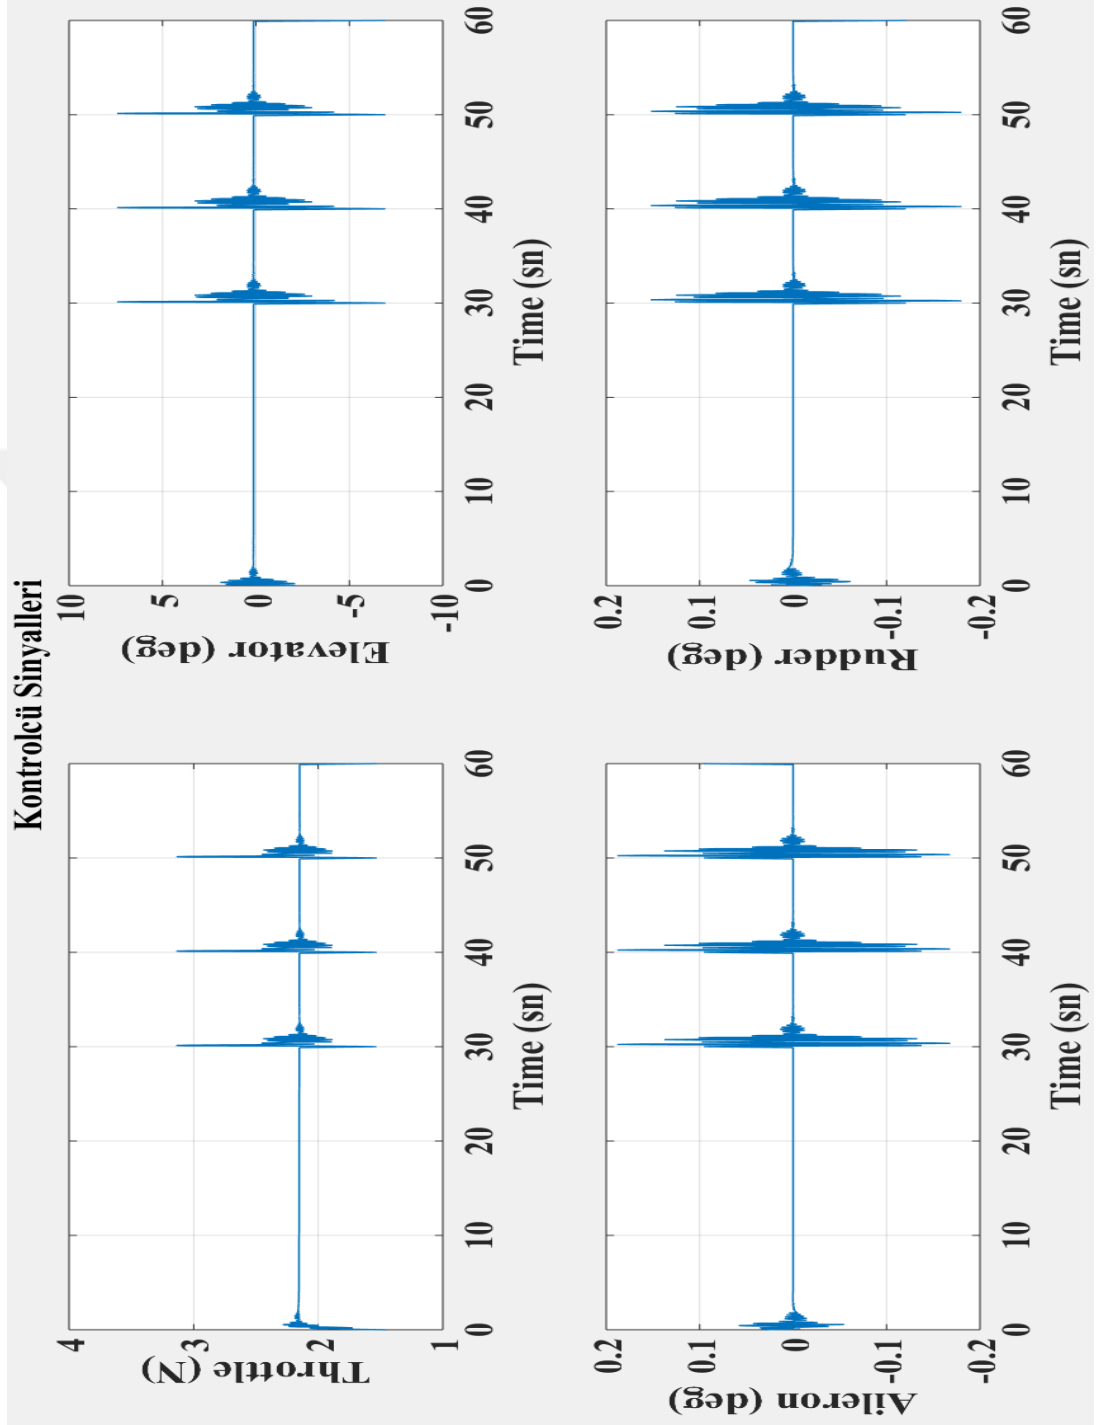 Kontrolcü Sinyalleri
Throttle (N)
4
3
2
1
0 10 20 30 40 50 60
Time (sn)
Elevator (deg)
10
5
0
-5
-10
0 10 20 30 40 50 60
Time (sn)
Aileron (deg)
0.2
0.1
0
-0.1
-0.2
0 10 20 30 40 50 60
Time (sn)
Rudder (deg)
0.2
0.1
0
-0.1
-0.2
0 10 20 30 40 50 60
Time (sn)